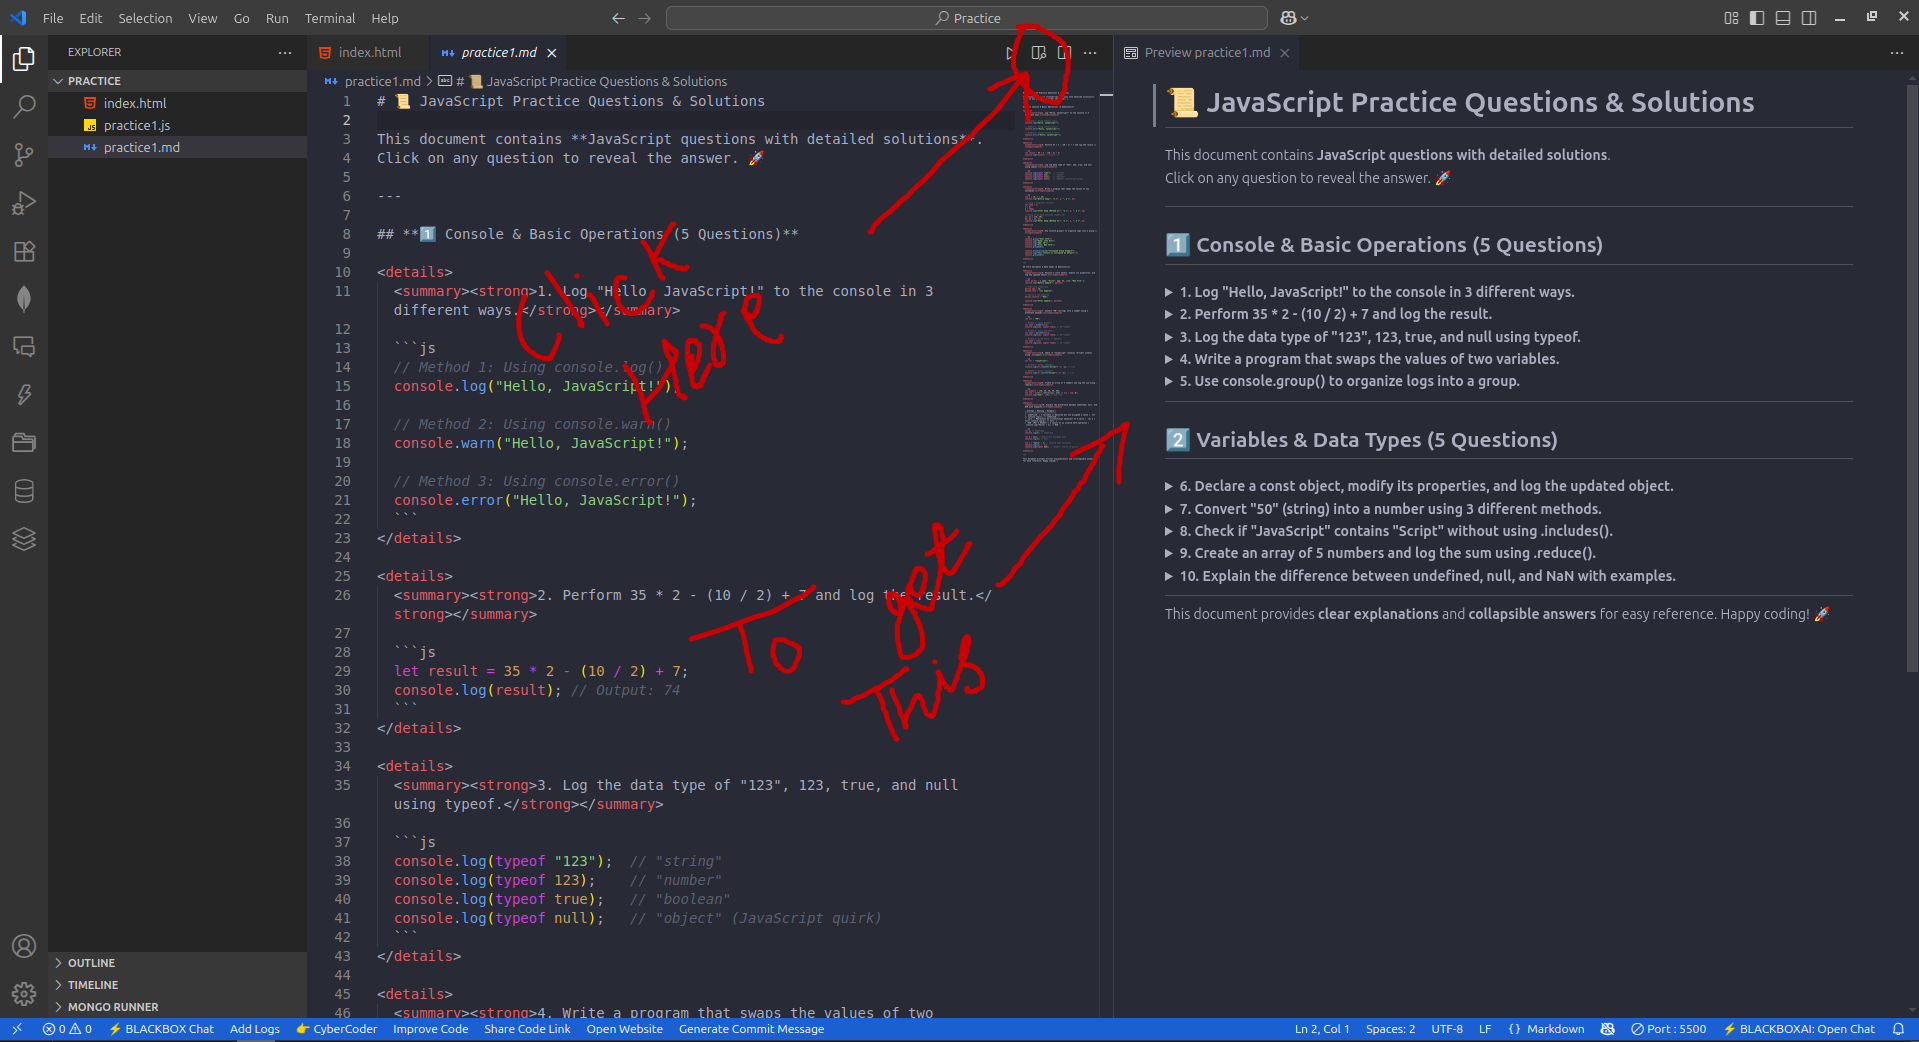 File Edit Selection View Go Run Terminal Help
Practice
EXPLORER
PRACTICE
index.html
practice1.js
practice1.md
OUTLINE
TIMELINE
MONGO RUNNER
index.html practice1.md
practice1.md > # 📜 JavaScript Practice Questions & Solutions
1 # 📜 JavaScript Practice Questions & Solutions
2
3 This document contains **JavaScript questions with detailed solutions**.
4 Click on any question to reveal the answer. 🚀
5
6 ---
7
8 ## **1️⃣ Console & Basic Operations (5 Questions)**
9
10 <details>
11 <summary><strong>1. Log "Hello, JavaScript!" to the console in 3
different ways.</strong></summary>
12
13 ```js
14 // Method 1: Using console.log()
15 console.log("Hello, JavaScript!");
16
17 // Method 2: Using console.warn()
18 console.warn("Hello, JavaScript!");
19
20 // Method 3: Using console.error()
21 console.error("Hello, JavaScript!");
22 ```
23 </details>
24
25 <details>
26 <summary><strong>2. Perform 35 * 2 - (10 / 2) + 7 and log the result.</
strong></summary>
27
28 ```js
29 let result = 35 * 2 - (10 / 2) + 7;
30 console.log(result); // Output: 74
31 ```
32 </details>
33
34 <details>
35 <summary><strong>3. Log the data type of "123", 123, true, and null
using typeof.</strong></summary>
36
37 ```js
38 console.log(typeof "123"); // "string"
39 console.log(typeof 123); // "number"
40 console.log(typeof true); // "boolean"
41 console.log(typeof null); // "object" (JavaScript quirk)
42 ```
43 </details>
44
45 <details>
46 <summary><strong>4. Write a program that swaps the values of two
Click
Here
To get
This
Preview practice1.md
📜 JavaScript Practice Questions & Solutions
This document contains JavaScript questions with detailed solutions.
Click on any question to reveal the answer. 🚀
1️⃣ Console & Basic Operations (5 Questions)
▶ 1. Log "Hello, JavaScript!" to the console in 3 different ways.
▶ 2. Perform 35 * 2 - (10 / 2) + 7 and log the result.
▶ 3. Log the data type of "123", 123, true, and null using typeof.
▶ 4. Write a program that swaps the values of two variables.
▶ 5. Use console.group() to organize logs into a group.
2️⃣ Variables & Data Types (5 Questions)
▶ 6. Declare a const object, modify its properties, and log the updated object.
▶ 7. Convert "50" (string) into a number using 3 different methods.
▶ 8. Check if "JavaScript" contains "Script" without using .includes().
▶ 9. Create an array of 5 numbers and log the sum using .reduce().
▶ 10. Explain the difference between undefined, null, and NaN with examples.
This document provides clear explanations and collapsible answers for easy reference. Happy coding! 🚀
0 0 ⚡ BLACKBOX Chat Add Logs 👉 CyberCoder Improve Code Share Code Link Open Website Generate Commit Message Ln 2, Col 1 Spaces: 2 UTF-8 LF {} Markdown Port : 5500 ⚡ BLACKBOXAI: Open Chat